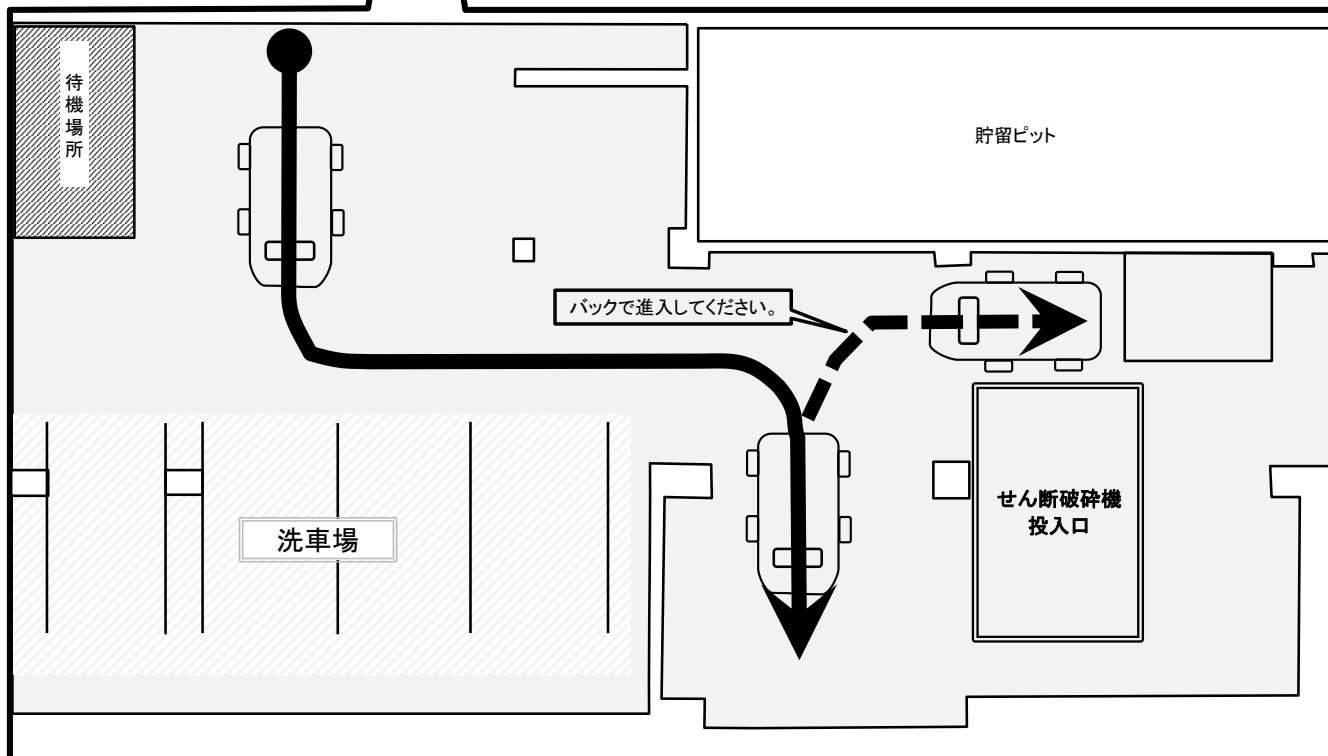 待機場所
貯留ピット
バックで進入してください。
せん断破砕機
投入口
洗車場